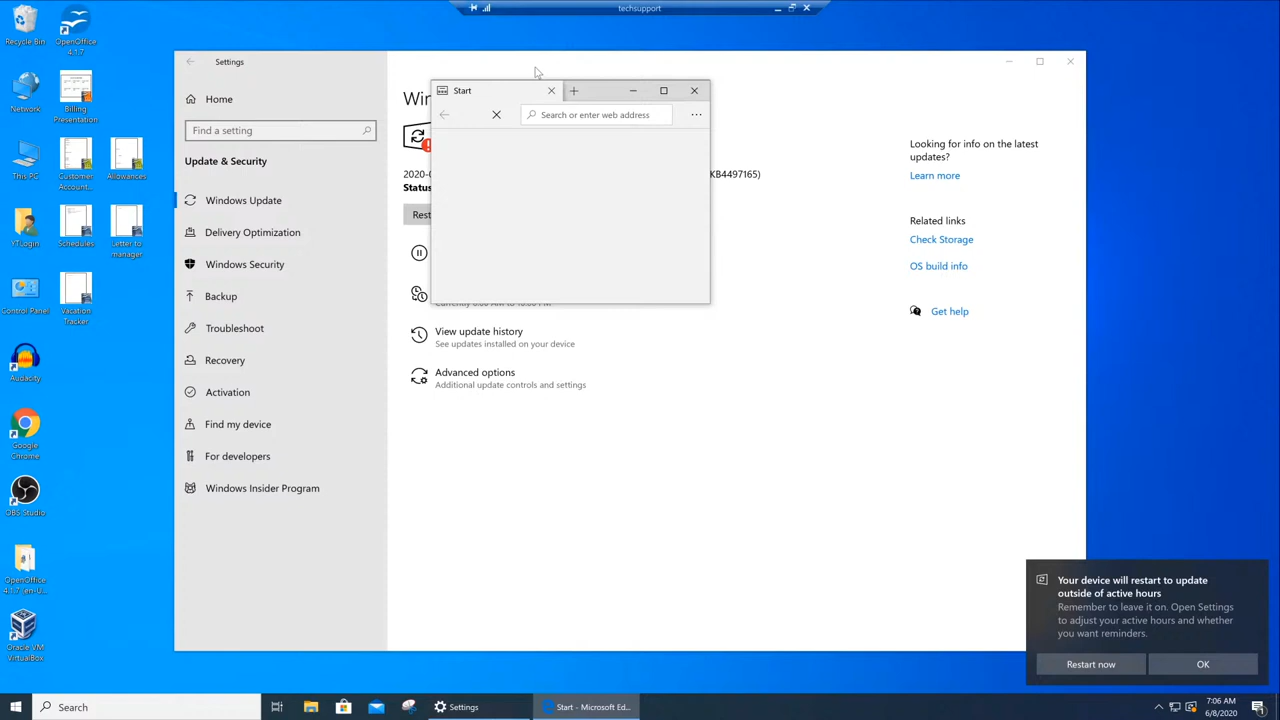 techsupport
Recycle Bin
OpenOffice
4.1.7
Network
Billing
Presentation
This PC
Customer
Account...
Allowances
YTLogin
Schedules
Letter to
manager
Control Panel
Vacation
Tracker
Audacity
Google
Chrome
OBS Studio
OpenOffice
4.1.7 (en-U...
Oracle VM
VirtualBox
Settings
Home
Find a setting
Update & Security
Windows Update
Delivery Optimization
Windows Security
Backup
Troubleshoot
Recovery
Activation
Find my device
For developers
Windows Insider Program
Win
2020-0
KB4497165)
Status
Rest
Start
Search or enter web address
View update history
See updates installed on your device
Advanced options
Additional update controls and settings
Looking for info on the latest
updates?
Learn more
Related links
Check Storage
OS build info
Get help
Your device will restart to update
outside of active hours
Remember to leave it on. Open Settings
to adjust your active hours and whether
you want reminders.
Restart now
OK
Search
Settings
Start - Microsoft Ed...
7:06 AM
6/8/2020